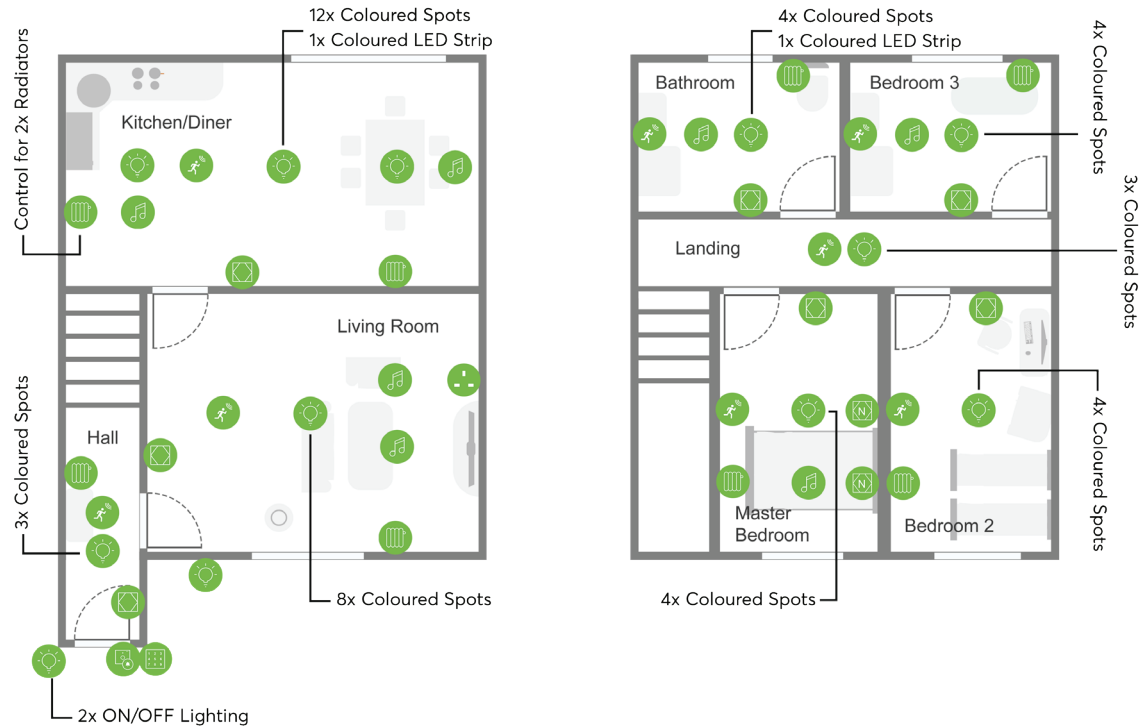 12x Coloured Spots
1x Coloured LED Strip
4x Coloured Spots
1x Coloured LED Strip
4x Coloured Spots
Control for 2x Radiators
Kitchen/Diner
Bathroom
Bedroom 3
3x Coloured Spots
Landing
Living Room
3x Coloured Spots
Hall
N
N
4x Coloured Spots
Master
Bedroom
Bedroom 2
8x Coloured Spots
4x Coloured Spots
2x ON/OFF Lighting